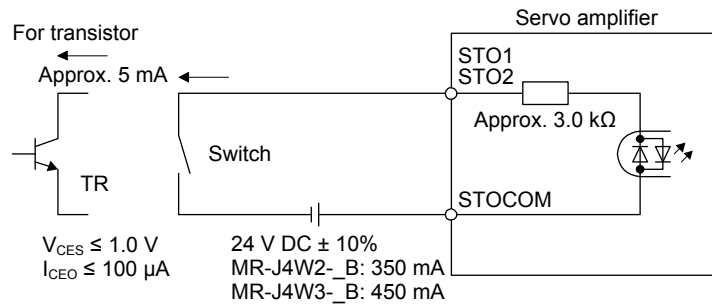 Servo amplifier
For transistor
Approx. 5 mA
STO1
STO2
Approx. 3.0 kΩ
Switch
TR
STOCOM
VCES ≤ 1.0 V
ICEO ≤ 100 µA
24 V DC ± 10%
MR-J4W2-_B: 350 mA
MR-J4W3-_B: 450 mA